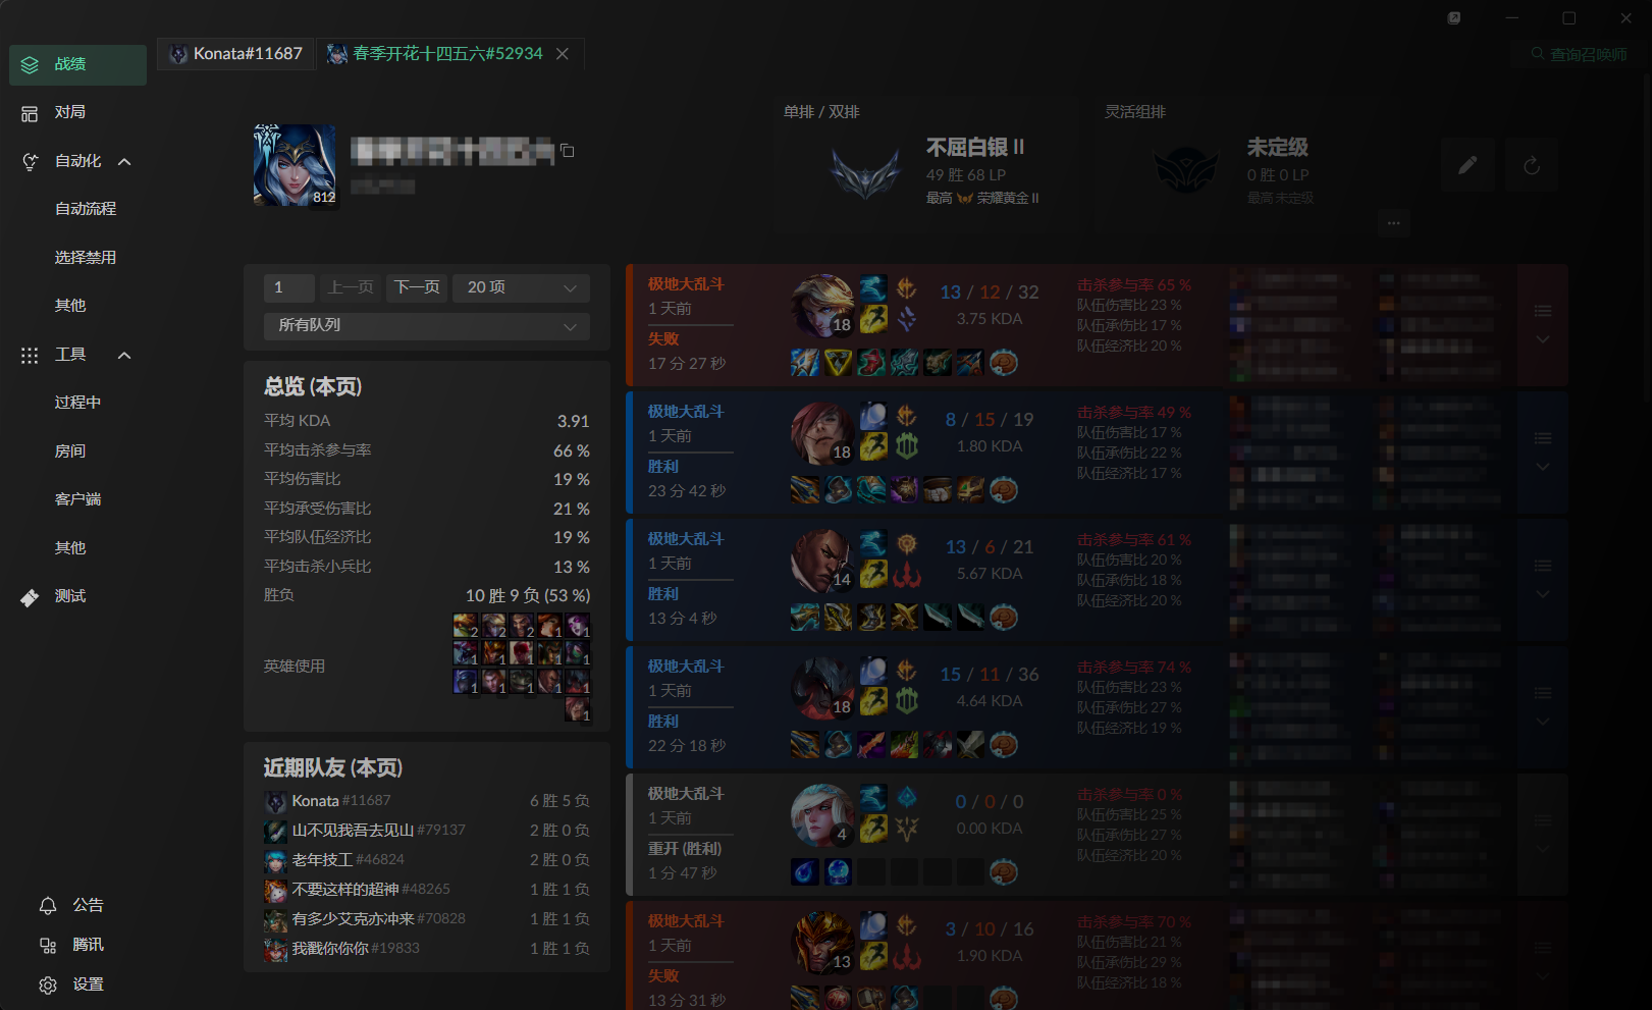 Konata#11687
春季开花十四五六#52934
查询召唤师
战绩
对局
自动化
自动流程
选择禁用
其他
工具
过程中
房间
客户端
其他
测试
公告
腾讯
设置
812
单排 / 双排
不屈白银 II
49 胜 68 LP
最高 荣耀黄金 II
灵活组排
未定级
0 胜 0 LP
最高 未定级
1
上一页
下一页
20 项
所有队列
总览 (本页)
平均 KDA 3.91
平均击杀参与率 66 %
平均伤害比 19 %
平均承受伤害比 21 %
平均队伍经济比 19 %
平均击杀小兵比 13 %
胜负 10 胜 9 负 (53 %)
英雄使用
2 2 2 1 1
1 1 1 1 1
1 1 1 1 1
1
近期队友 (本页)
Konata #11687 6 胜 5 负
山不见我吾去见山 #79137 2 胜 0 负
老年技工 #46824 2 胜 0 负
不要这样的超神 #48265 1 胜 1 负
有多少艾克亦冲来 #70828 1 胜 1 负
我戳你你你 #19833 1 胜 1 负
极地大乱斗
1 天前
失败
17 分 27 秒
18
13 / 12 / 32
3.75 KDA
击杀参与率 65 %
队伍伤害比 23 %
队伍承伤比 17 %
队伍经济比 20 %
极地大乱斗
1 天前
胜利
23 分 42 秒
18
8 / 15 / 19
1.80 KDA
击杀参与率 49 %
队伍伤害比 17 %
队伍承伤比 22 %
队伍经济比 17 %
极地大乱斗
1 天前
胜利
13 分 4 秒
14
13 / 6 / 21
5.67 KDA
击杀参与率 61 %
队伍伤害比 20 %
队伍承伤比 18 %
队伍经济比 20 %
极地大乱斗
1 天前
胜利
22 分 18 秒
18
15 / 11 / 36
4.64 KDA
击杀参与率 74 %
队伍伤害比 23 %
队伍承伤比 27 %
队伍经济比 19 %
极地大乱斗
1 天前
重开 (胜利)
1 分 47 秒
4
0 / 0 / 0
0.00 KDA
击杀参与率 0 %
队伍伤害比 25 %
队伍承伤比 27 %
队伍经济比 20 %
极地大乱斗
1 天前
失败
13 分 31 秒
13
3 / 10 / 16
1.90 KDA
击杀参与率 70 %
队伍伤害比 21 %
队伍承伤比 29 %
队伍经济比 18 %